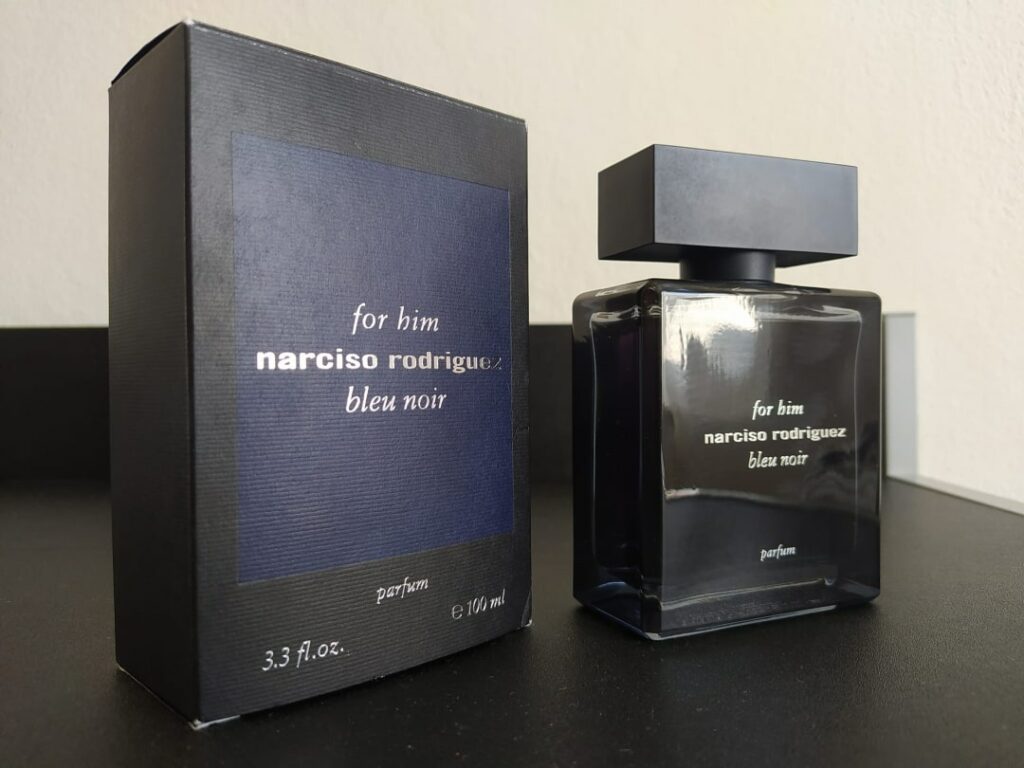 for him
narciso rodriguez
bleu noir
parfum
℮ 100 ml
3.3 fl.oz.
for him
narciso rodriguez
bleu noir
parfum